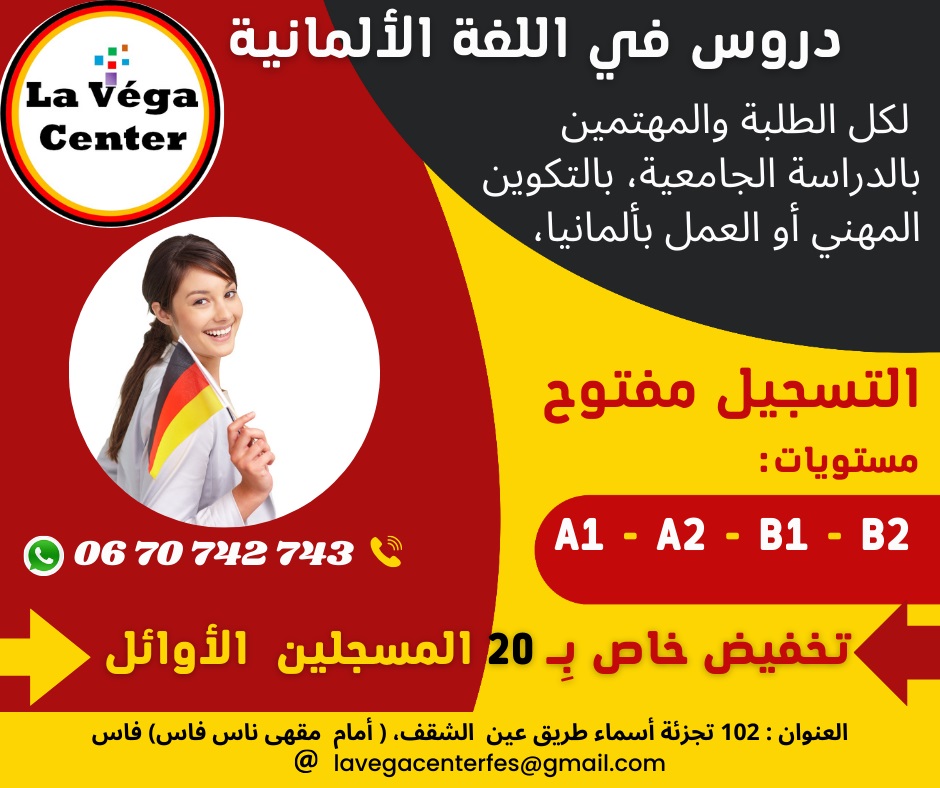 La Véga
Center
دروس في اللغة الألمانية
لكل الطلبة والمهتمين
بالدراسة الجامعية، بالتكوين
المهني أو العمل بألمانيا،
التسجيل مفتوح
مستويات:
A1 - A2 - B1 - B2
06 70 742 743
تخفيض خاص بِـ 20 المسجلين الأوائل
العنوان : 102 تجزئة أسماء طريق عين الشقف، ( أمام مقهى ناس فاس) فاس
@ lavegacenterfes@gmail.com